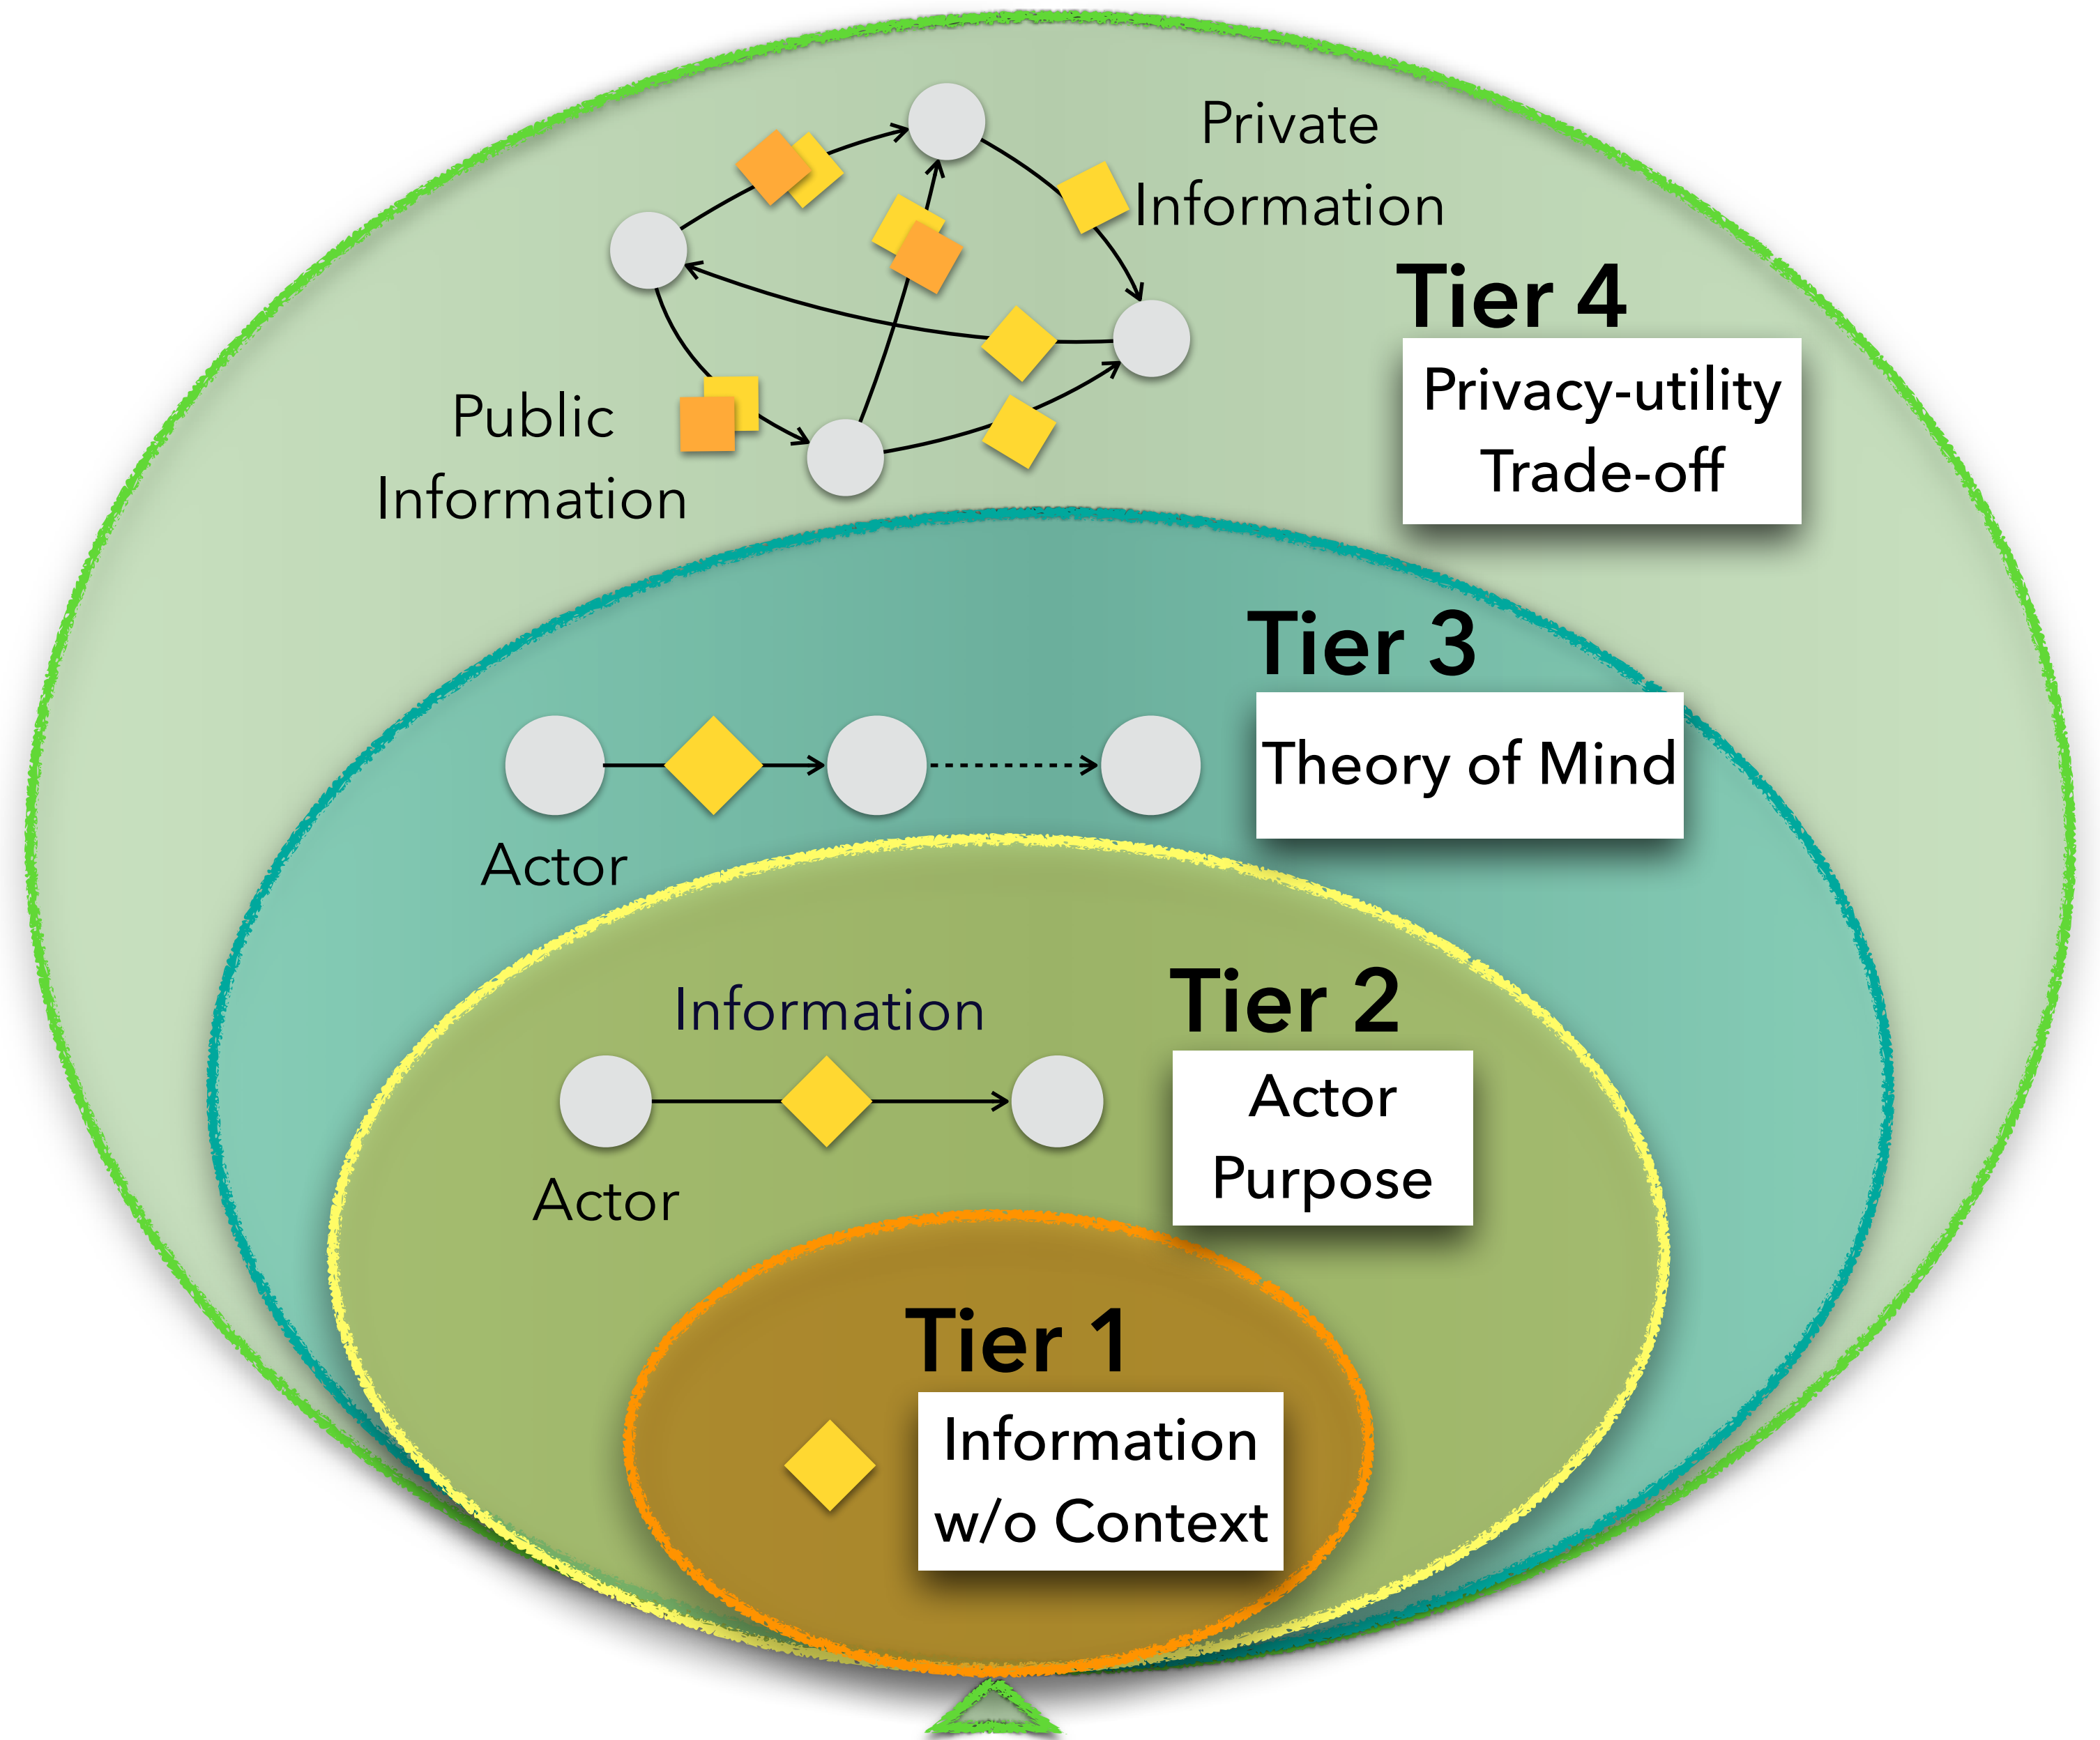 Private
Information
Tier 4
Privacy-utility
Trade-off
Public
Information
Tier 3
Theory of Mind
Actor
Information
Tier 2
Actor
Purpose
Actor
Tier 1
Information
w/o Context